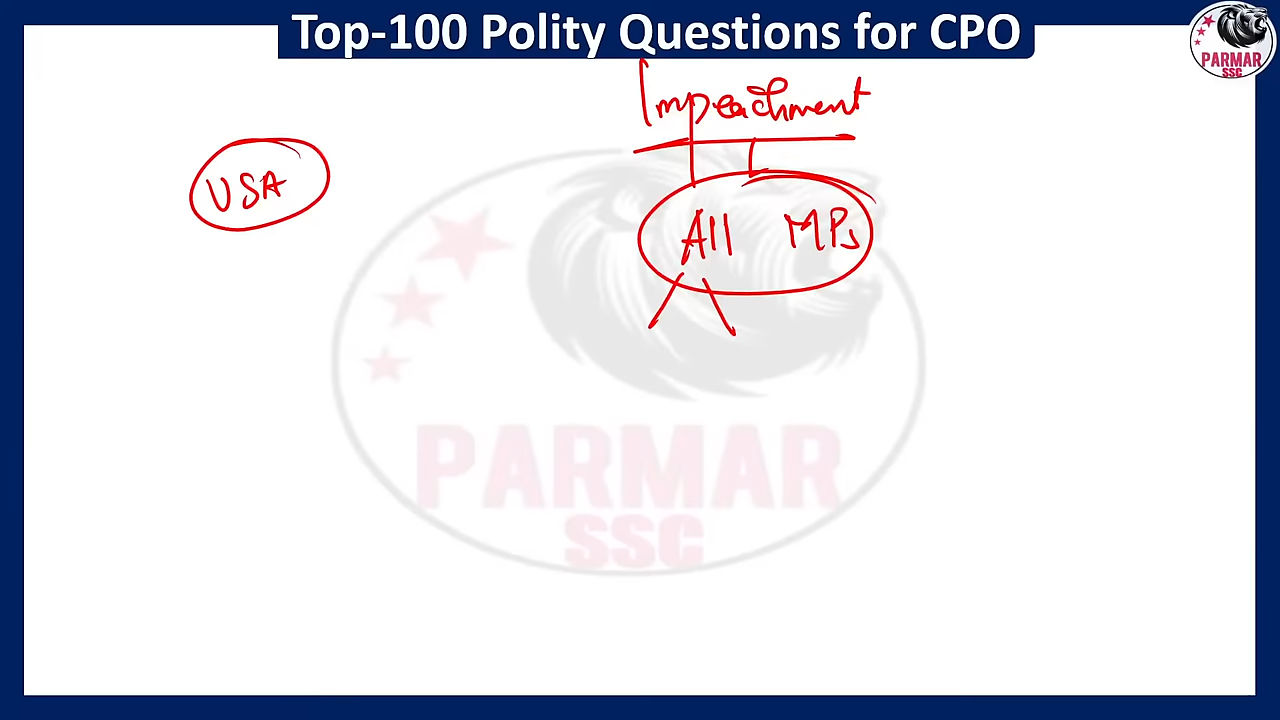 Top-100 Polity Questions for CPO
PARMAR
SSC
Impeachment
USA
All MPs
PARMAR
SSC